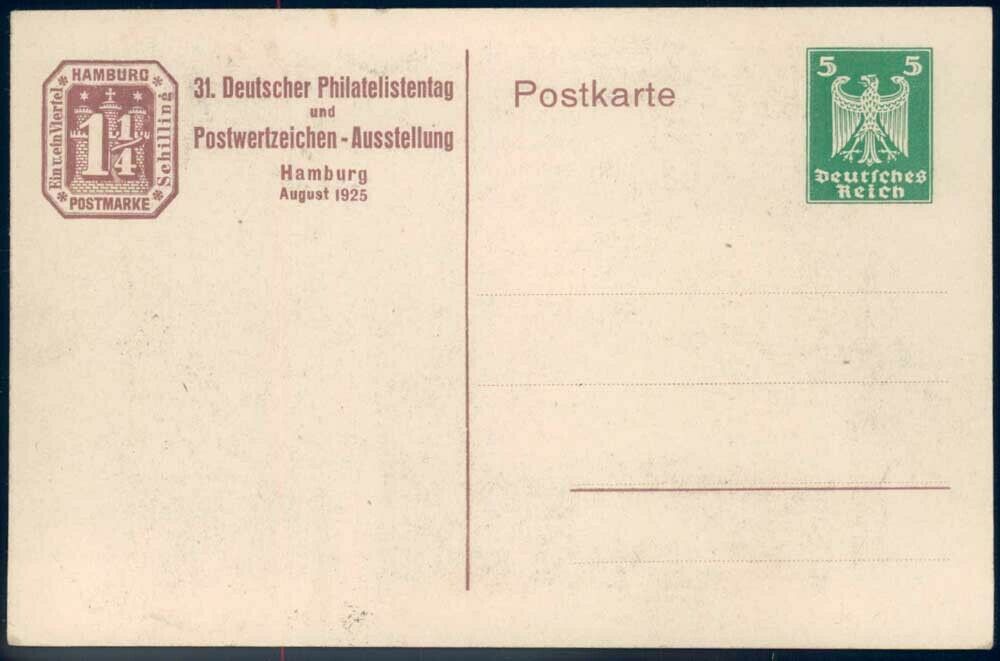 HAMBURG
Ein u. ein Viertel
1 1/4
Schilling
POSTMARKE
31. Deutscher Philatelistentag
und
Postwertzeichen-Ausstellung
Hamburg
August 1925
Postkarte
5 5
Deutsches
Reich